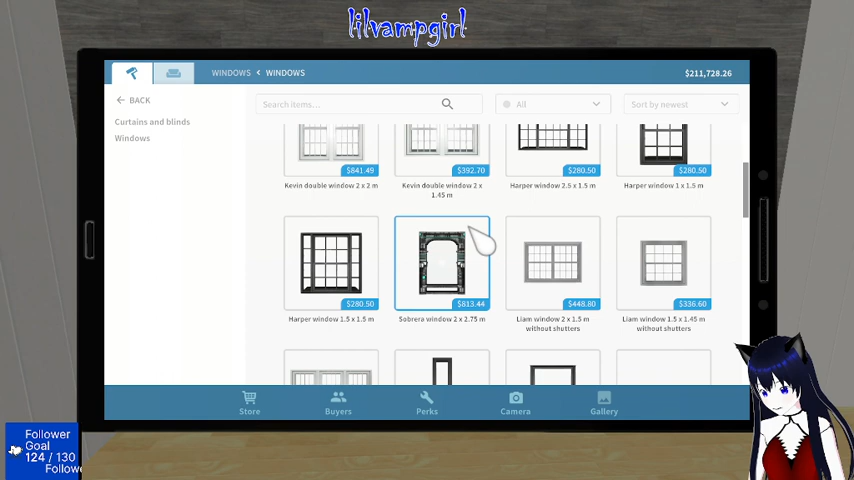 lilvampgirl
WINDOWS < WINDOWS
$211,728.26
BACK
Search items...
All
Sort by newest
Curtains and blinds
Windows
$841.49
$392.70
$280.50
$280.50
Kevin double window 2 x 2 m
Kevin double window 2 x
1.45 m
Harper window 2.5 x 1.5 m
Harper window 1 x 1.5 m
$280.50
$813.44
$448.80
$336.60
Harper window 1.5 x 1.5 m
Sobrera window 2 x 2.75 m
Liam window 2 x 1.5 m
without shutters
Liam window 1.5 x 1.45 m
without shutters
Store
Buyers
Perks
Camera
Gallery
Follower
Goal
124 / 130
Followe